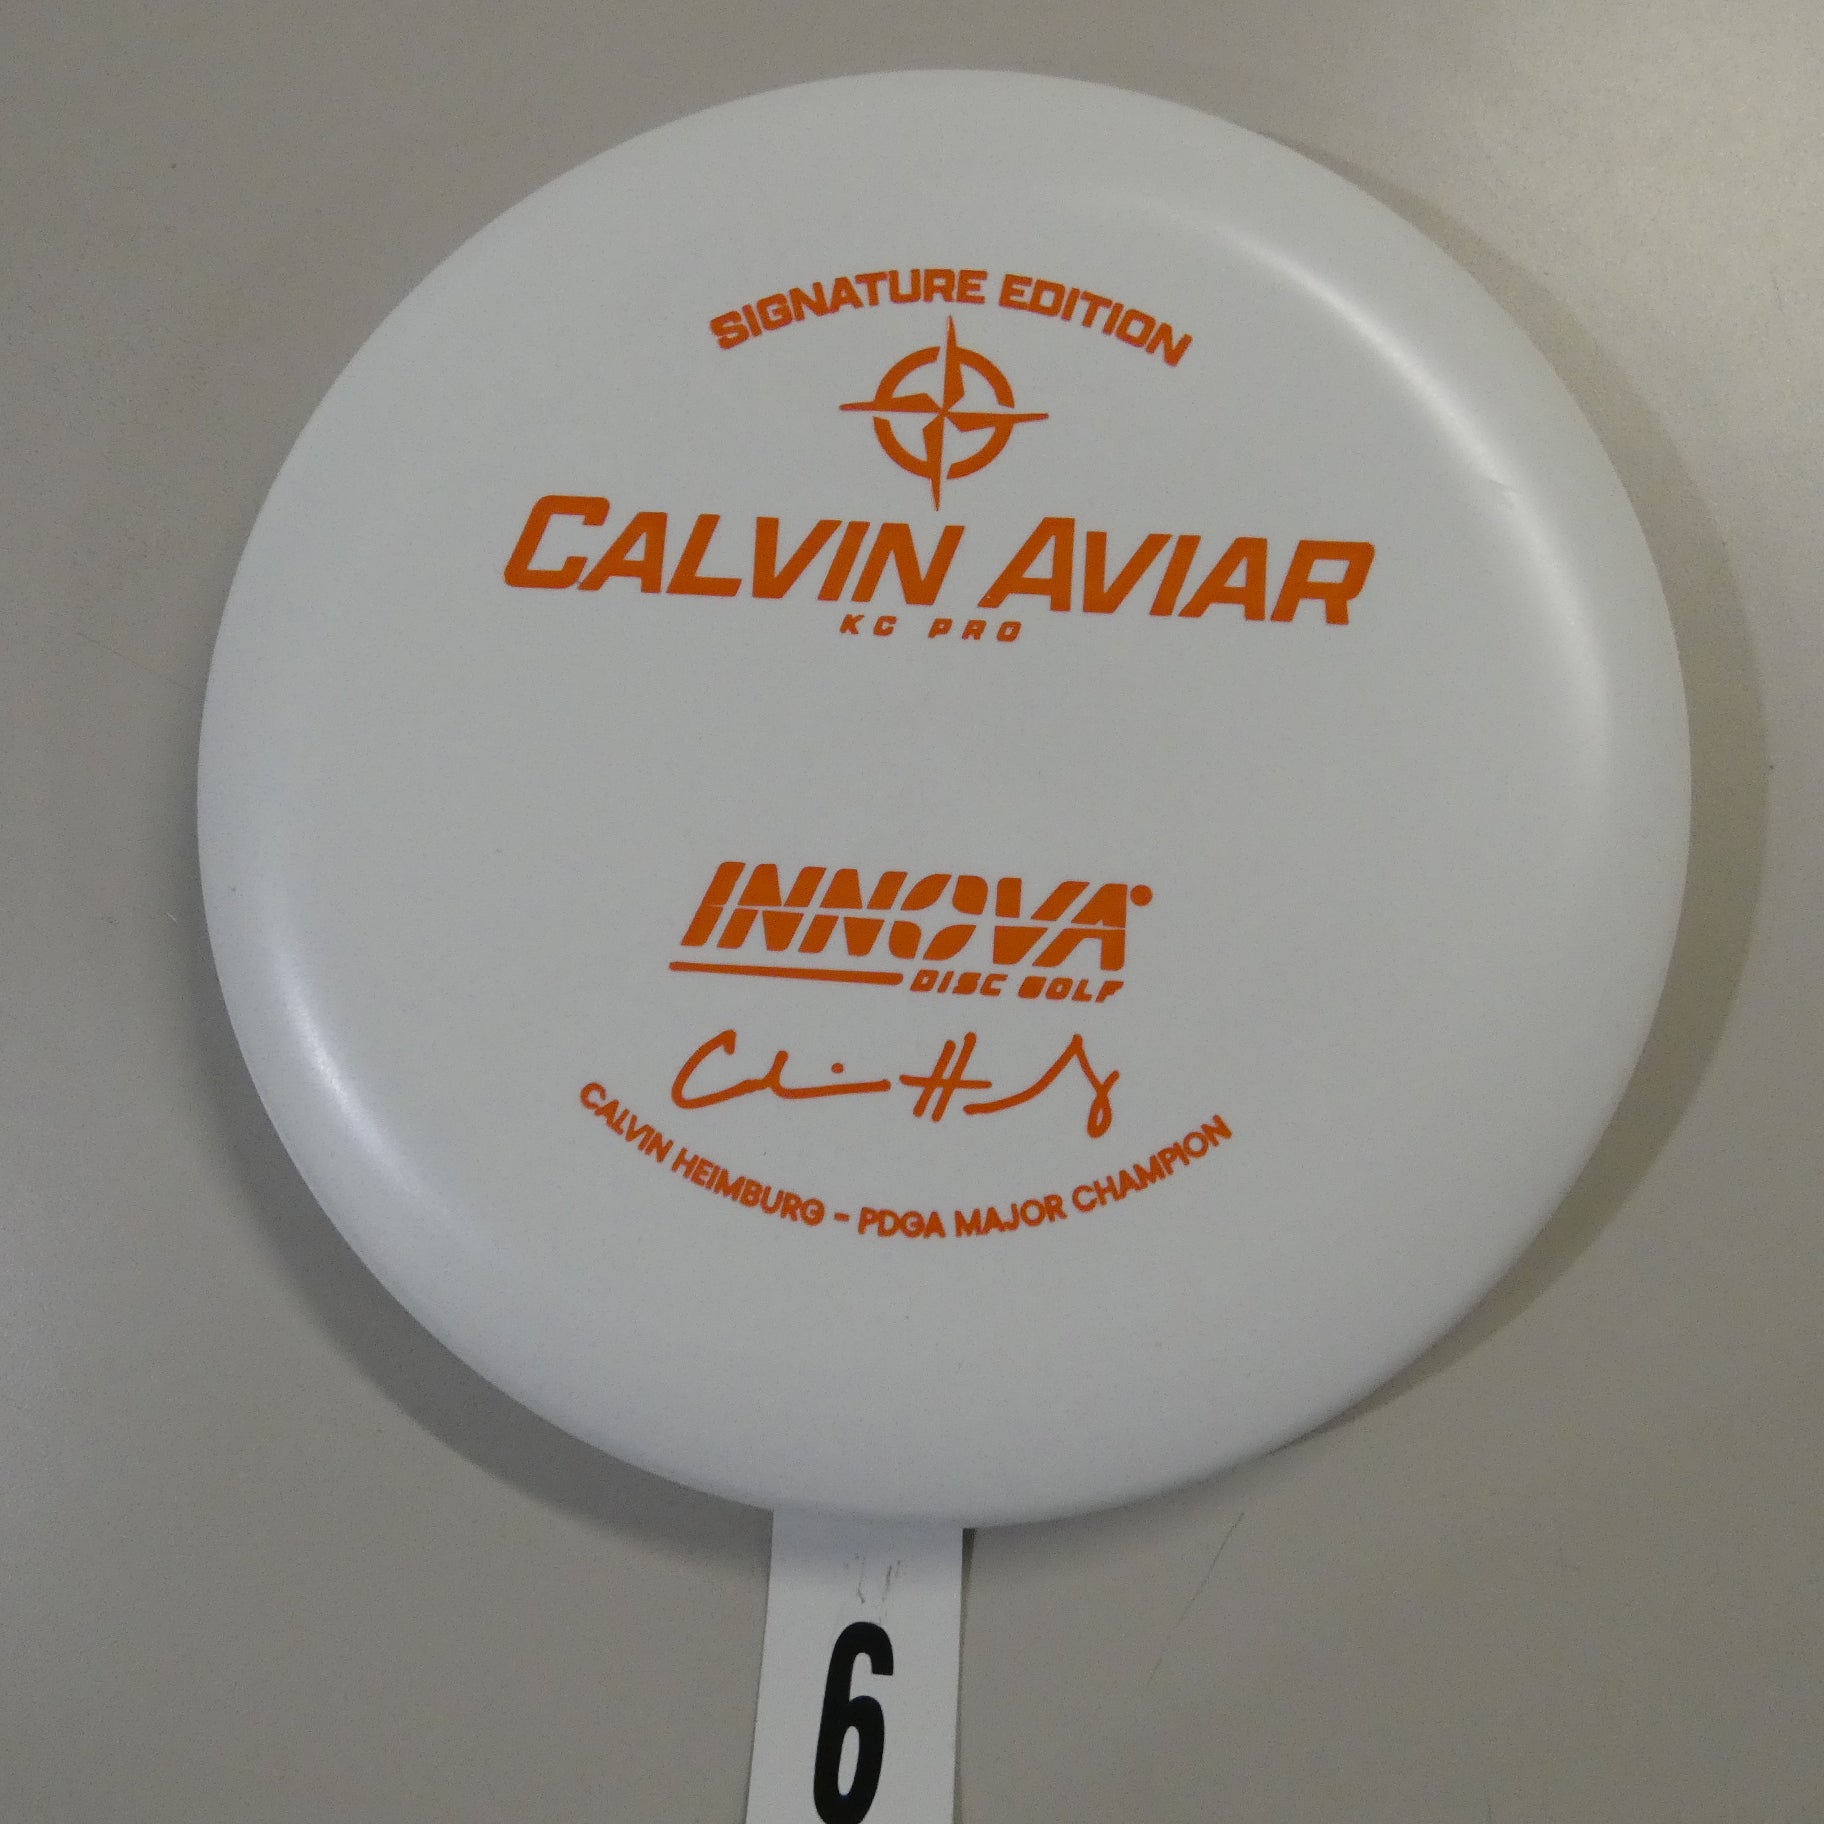 SIGNATURE EDITION
CALVIN AVIAR
KC PRO
INNOVA
DISC GOLF
CALVIN HEIMBURG - PDGA MAJOR CHAMPION
6